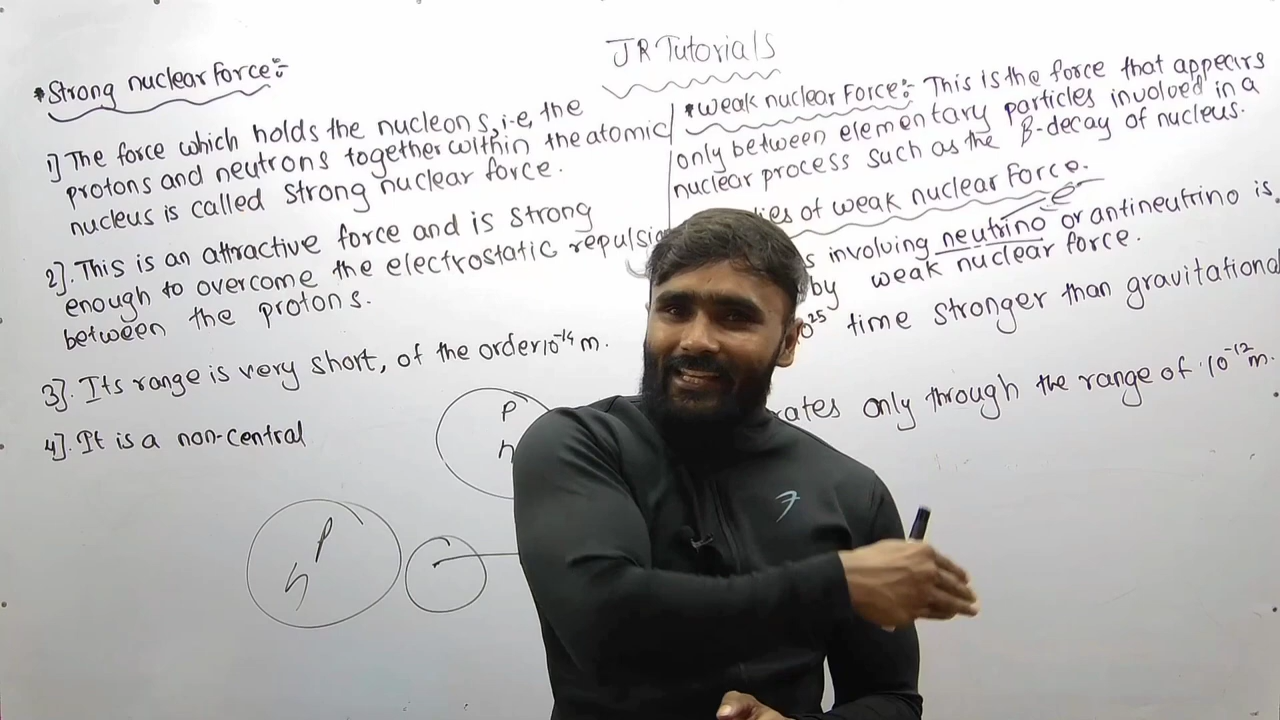 JR Tutorials
*Strong nuclear force:-
1] The force which holds the nucleons, i.e, the
protons and neutrons together within the atomic
nucleus is called strong nuclear force.
2]. This is an attractive force and is strong
enough to overcome the electrostatic repulsio
between the protons.
3]. Its range is very short, of the order 10⁻¹⁴ m.
4]. It is a non-central
P
n
P
n
*weak nuclear Force:- This is the force that appears
only between elementary particles involved in a
nuclear process such as the β-decay of nucleus.
ies of weak nuclear force.
e⁻
s involving neutrino or antineutrino is
by weak nuclear force.
10²⁵ time stronger than gravitational
rates only through the range of 10⁻¹² m.